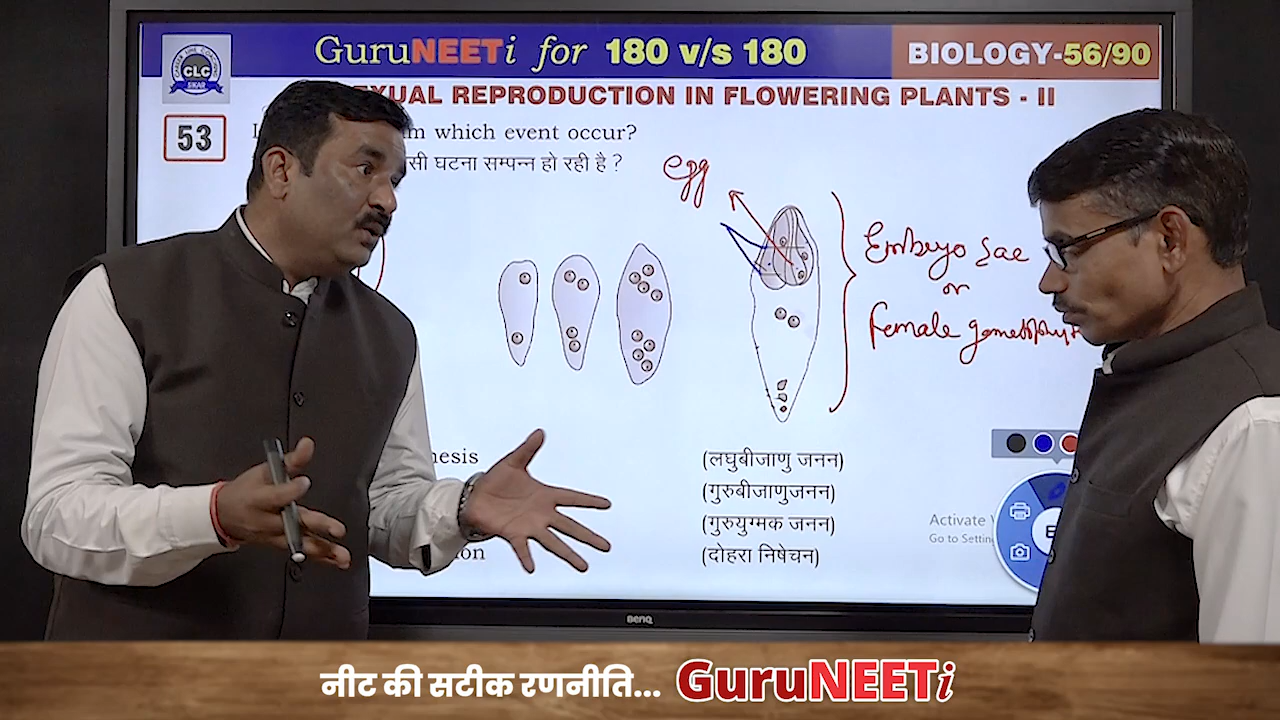 GuruNEETi for 180 v/s 180
BIOLOGY-56/90
CLC
SIKAR
EXUAL REPRODUCTION IN FLOWERING PLANTS - II
53
m which event occur?
सी घटना सम्पन्न हो रही है ?
egg
Embryo Sac
or
female gametophyt
nesis
(लघुबीजाणु जनन)
(गुरुबीजाणुजनन)
(गुरुयुग्मक जनन)
ion
(दोहरा निषेचन)
Activate
Go to Settin
BenQ
नीट की सटीक रणनीति... GuruNEETi